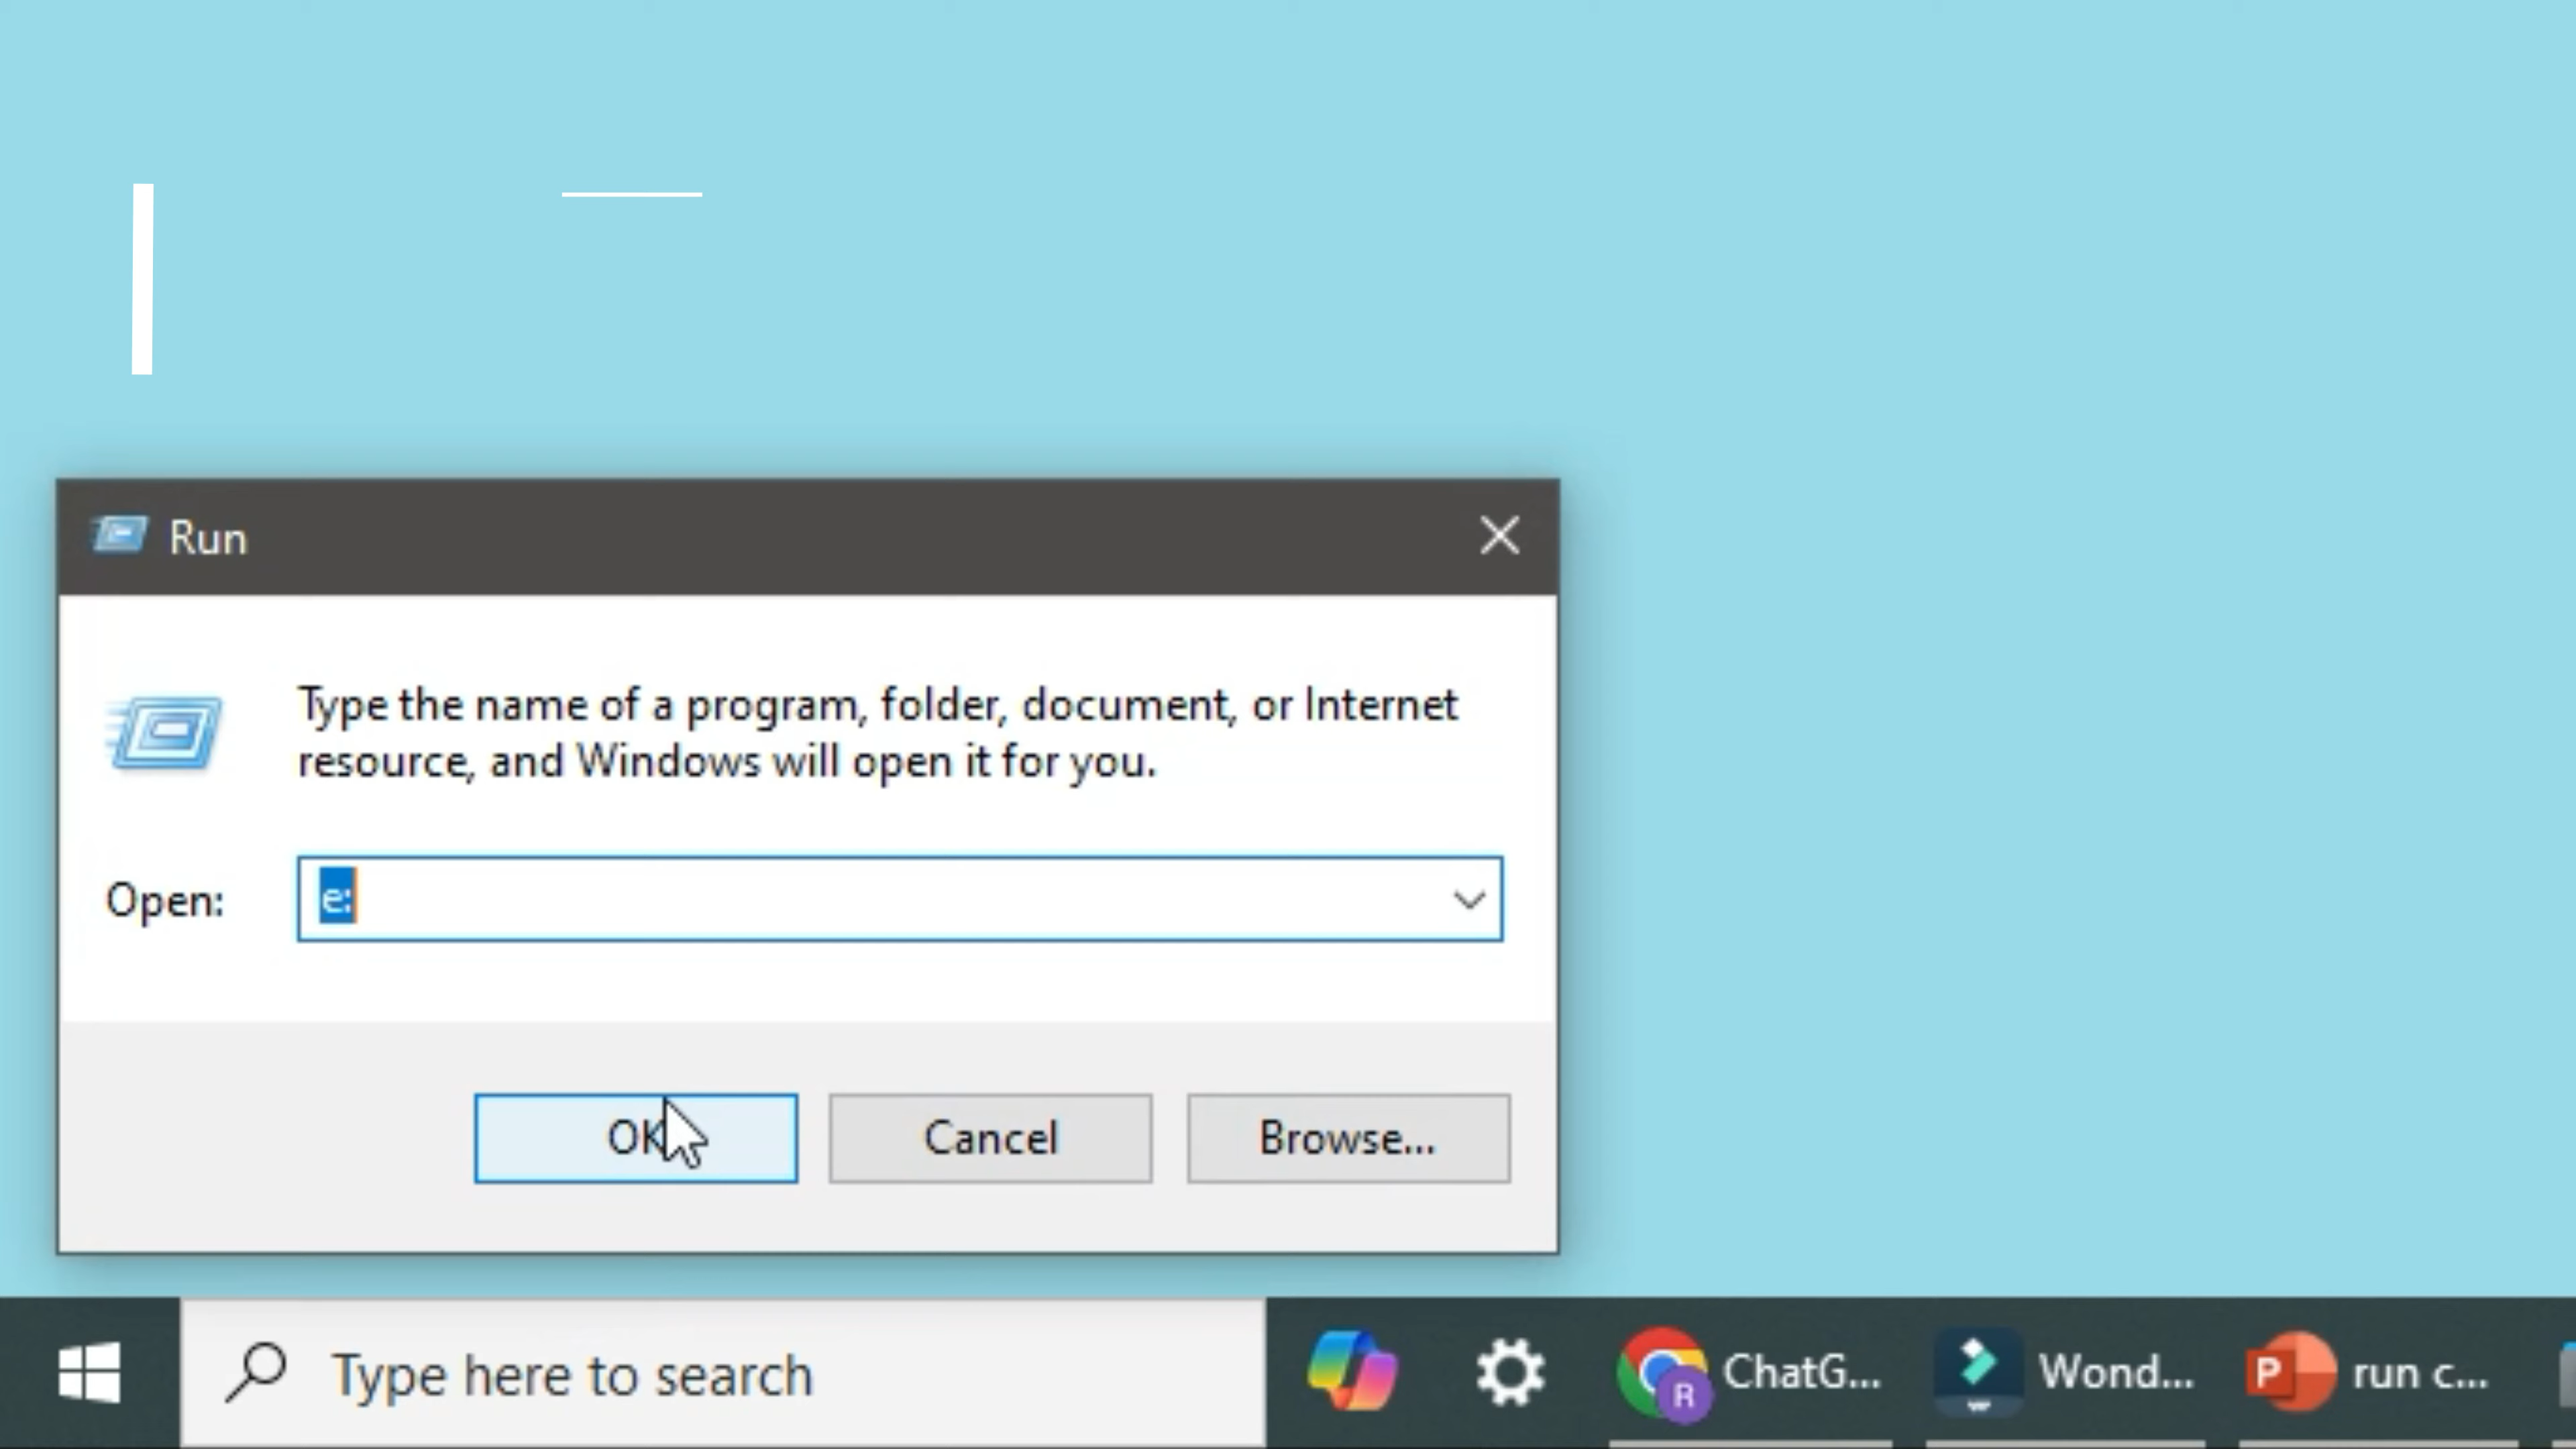 Run
Type the name of a program, folder, document, or Internet
resource, and Windows will open it for you.
Open:
e:
OK
Cancel
Browse...
Type here to search
R
ChatG...
Wond...
P
run c...